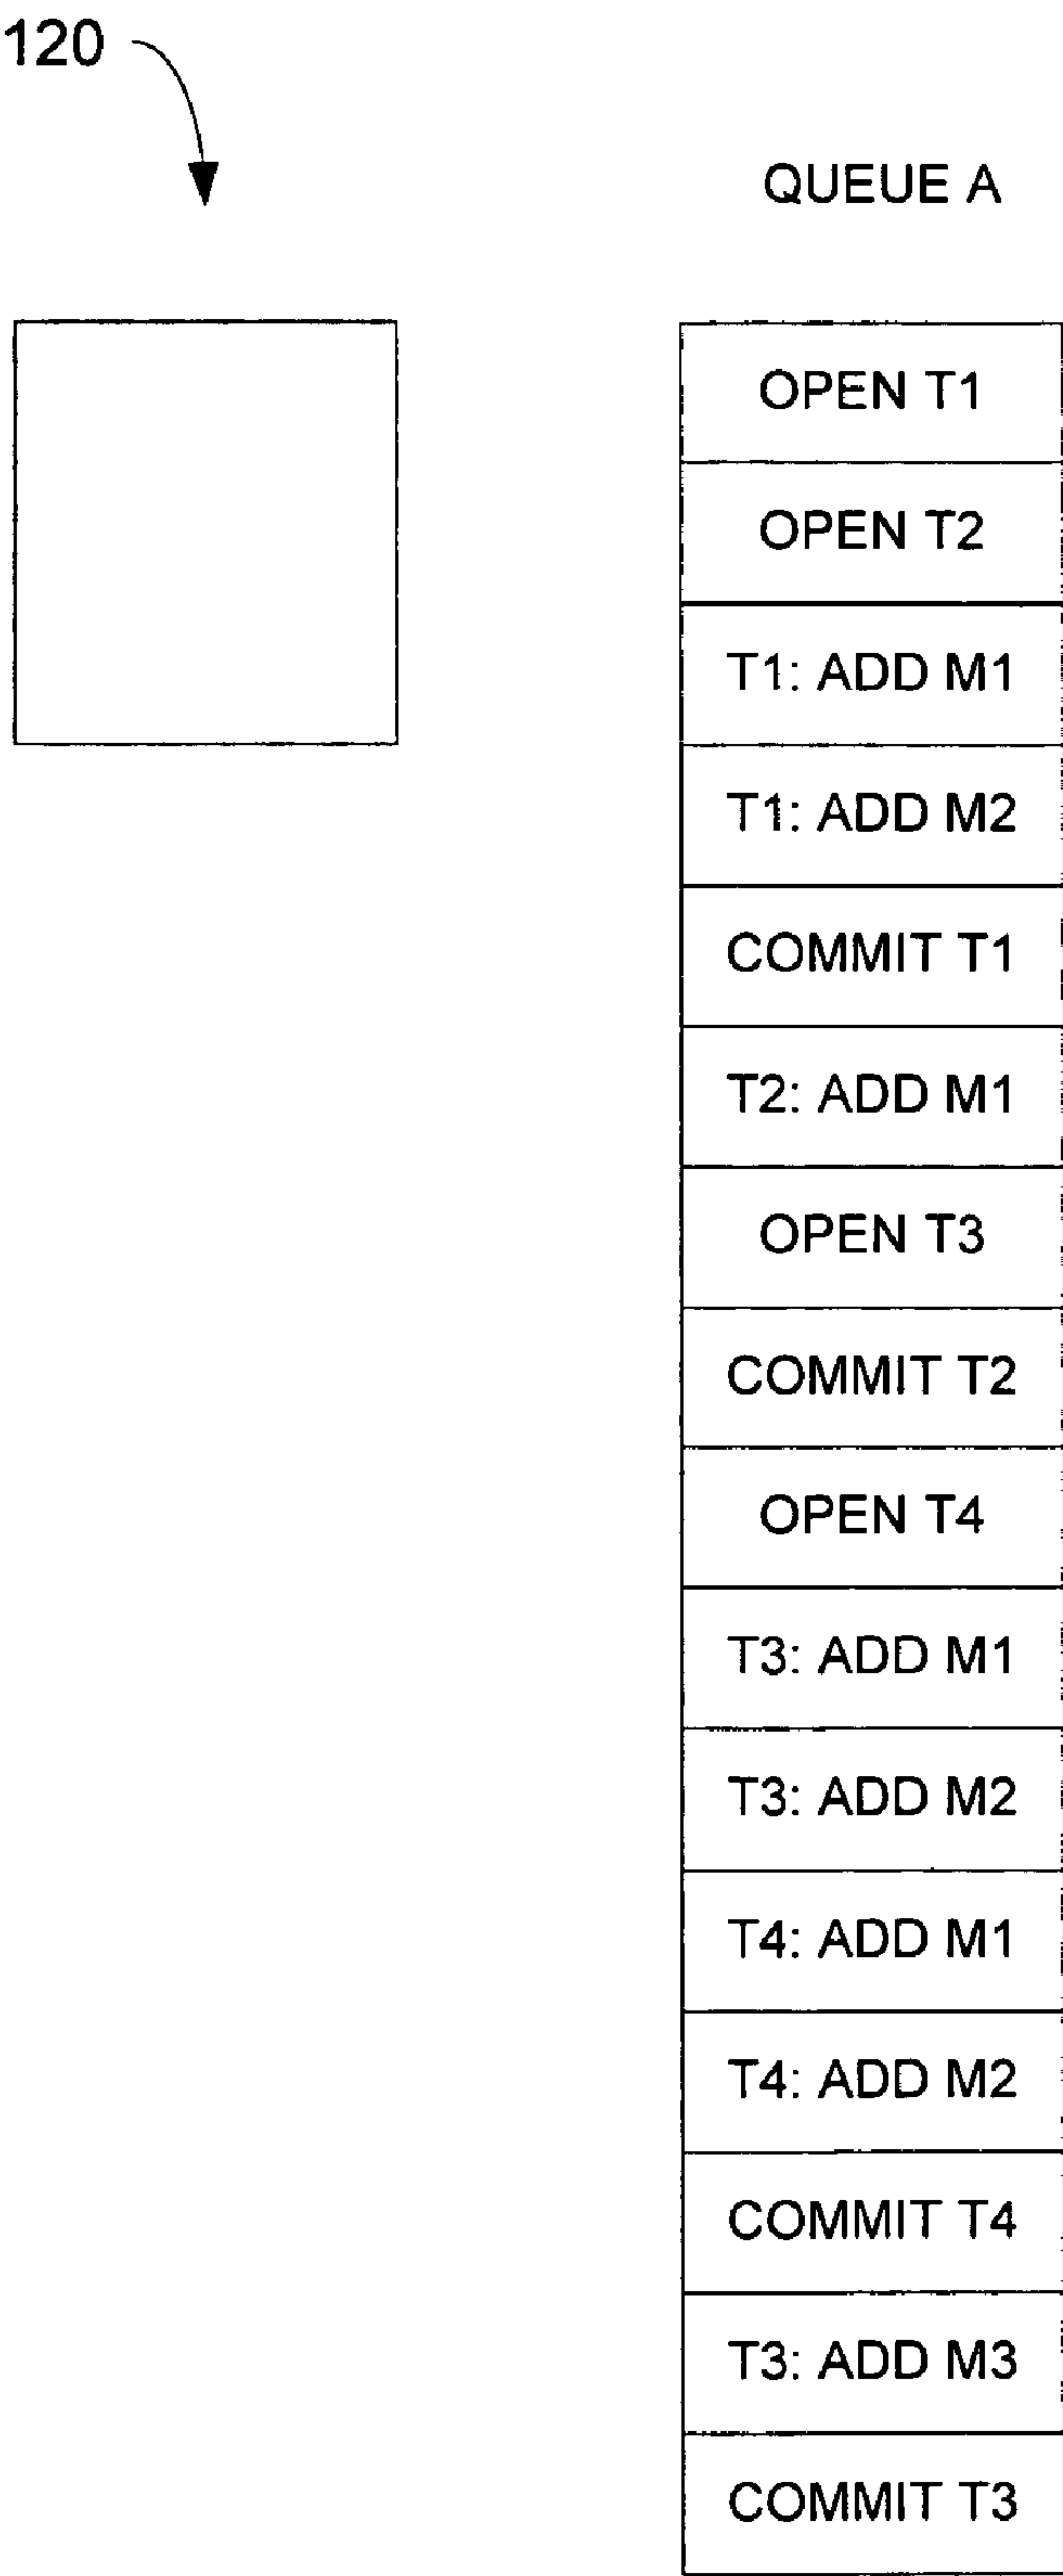 120
QUEUE A
OPEN T1
OPEN T2
T1: ADD M1
T1: ADD M2
COMMIT T1
T2: ADD M1
OPEN T3
COMMIT T2
OPEN T4
T3: ADD M1
T3: ADD M2
T4: ADD M1
T4: ADD M2
COMMIT T4
T3: ADD M3
COMMIT T3